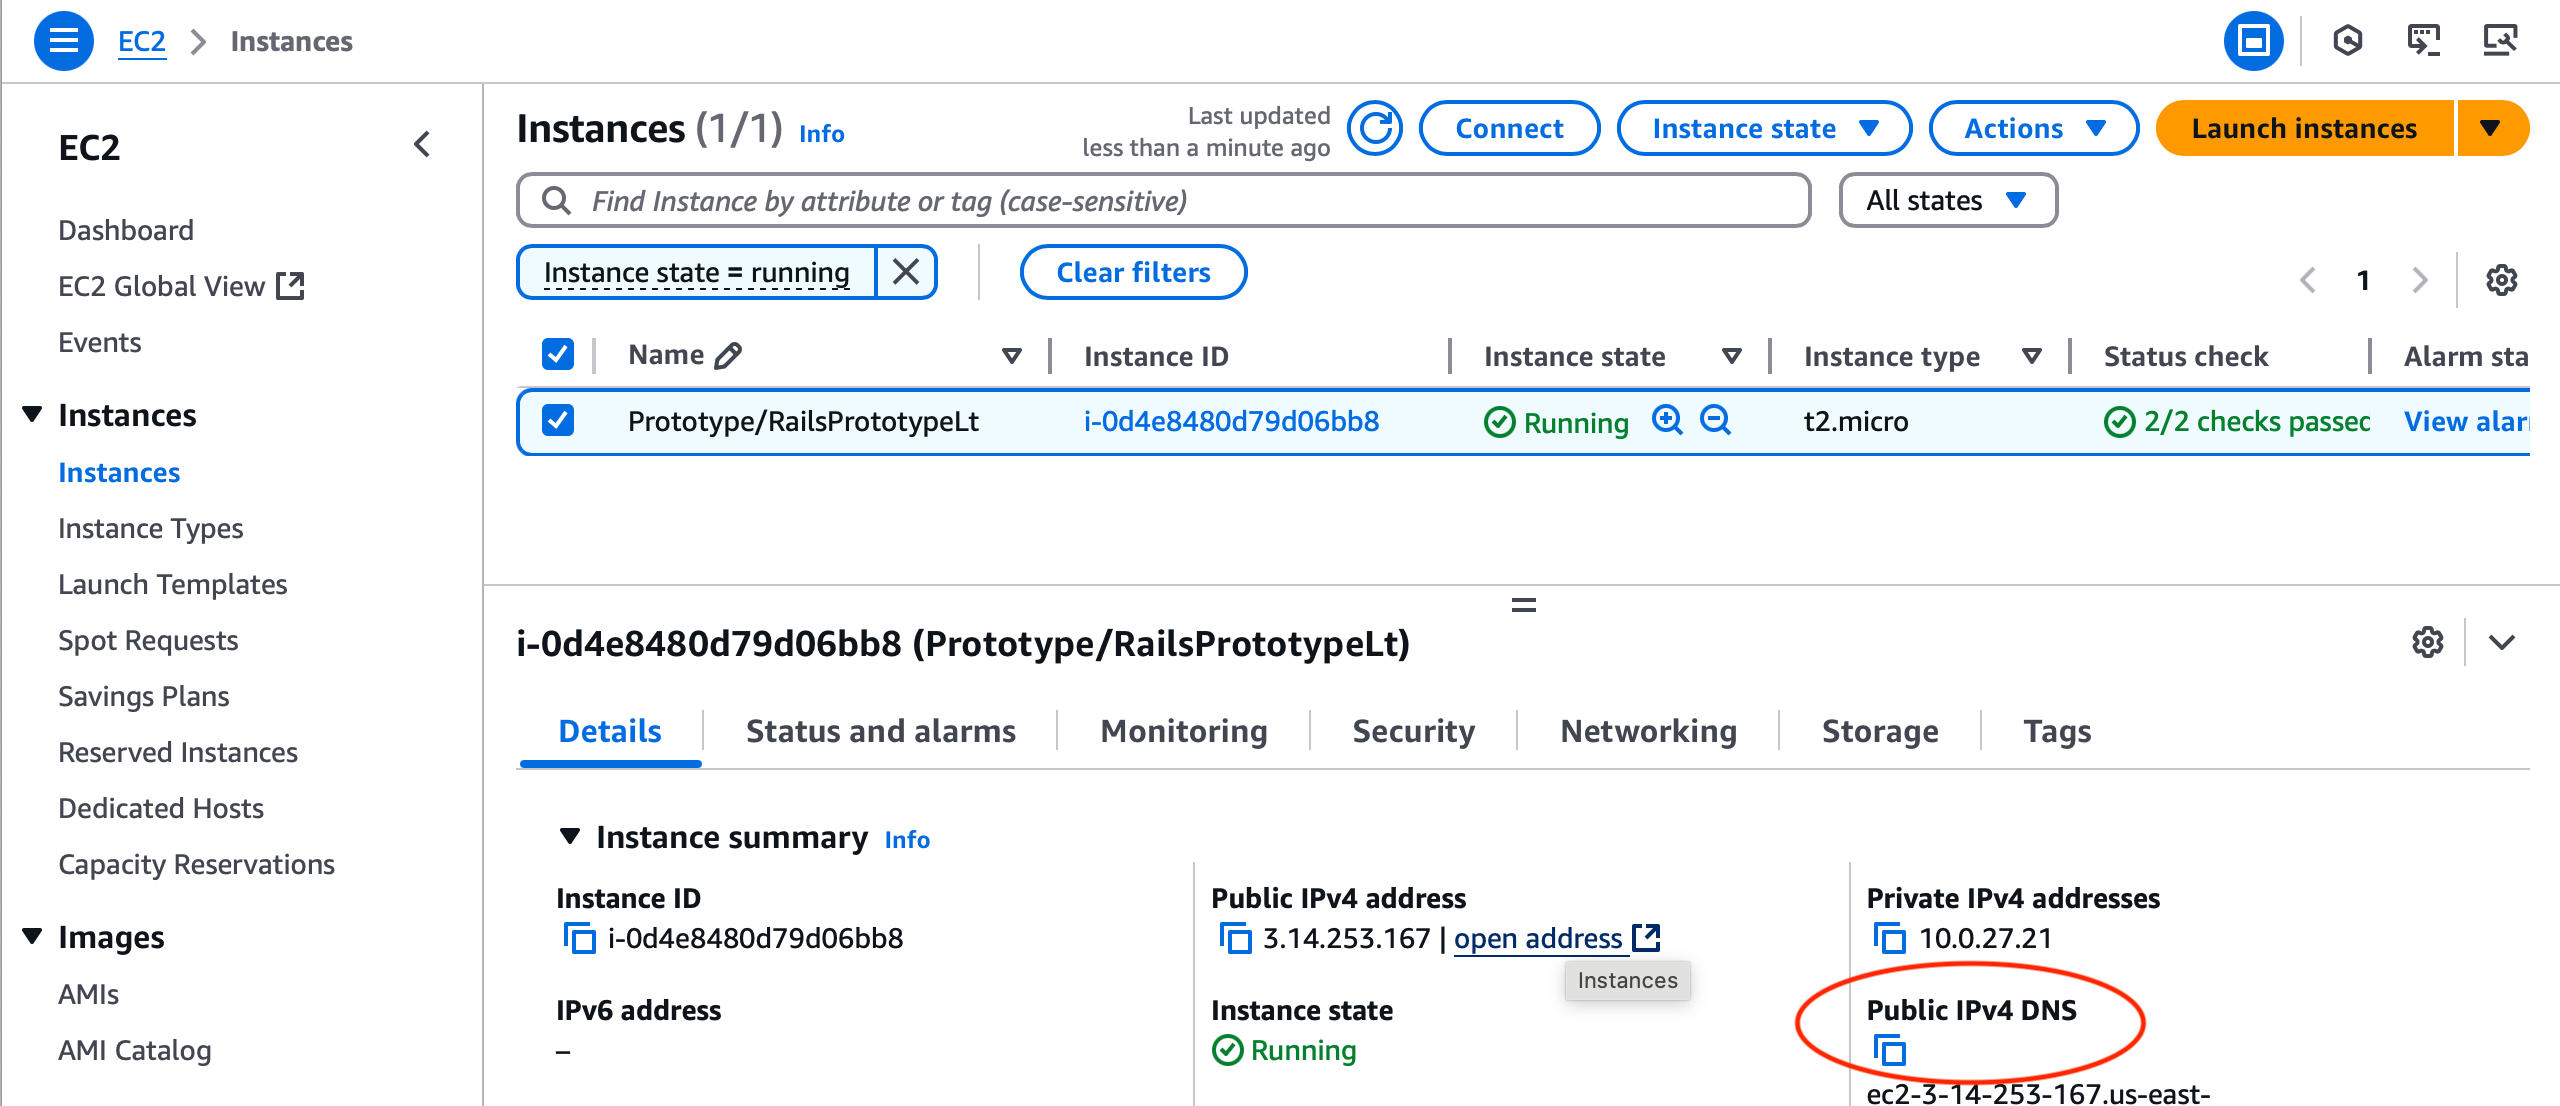 EC2 > Instances
EC2
Dashboard
EC2 Global View
Events
Instances
Instances
Instance Types
Launch Templates
Spot Requests
Savings Plans
Reserved Instances
Dedicated Hosts
Capacity Reservations
Images
AMIs
AMI Catalog
Instances (1/1) Info
Last updated
less than a minute ago
Connect
Instance state
Actions
Launch instances
Find Instance by attribute or tag (case-sensitive)
All states
Instance state = running
Clear filters
1
Name Instance ID Instance state Instance type Status check Alarm sta
Prototype/RailsPrototypeLt i-0d4e8480d79d06bb8 Running t2.micro 2/2 checks passed View alar
i-0d4e8480d79d06bb8 (Prototype/RailsPrototypeLt)
Details Status and alarms Monitoring Security Networking Storage Tags
Instance summary Info
Instance ID
i-0d4e8480d79d06bb8
Public IPv4 address
3.14.253.167 | open address
Instances
Private IPv4 addresses
10.0.27.21
IPv6 address
–
Instance state
Running
Public IPv4 DNS
ec2-3-14-253-167.us-east-